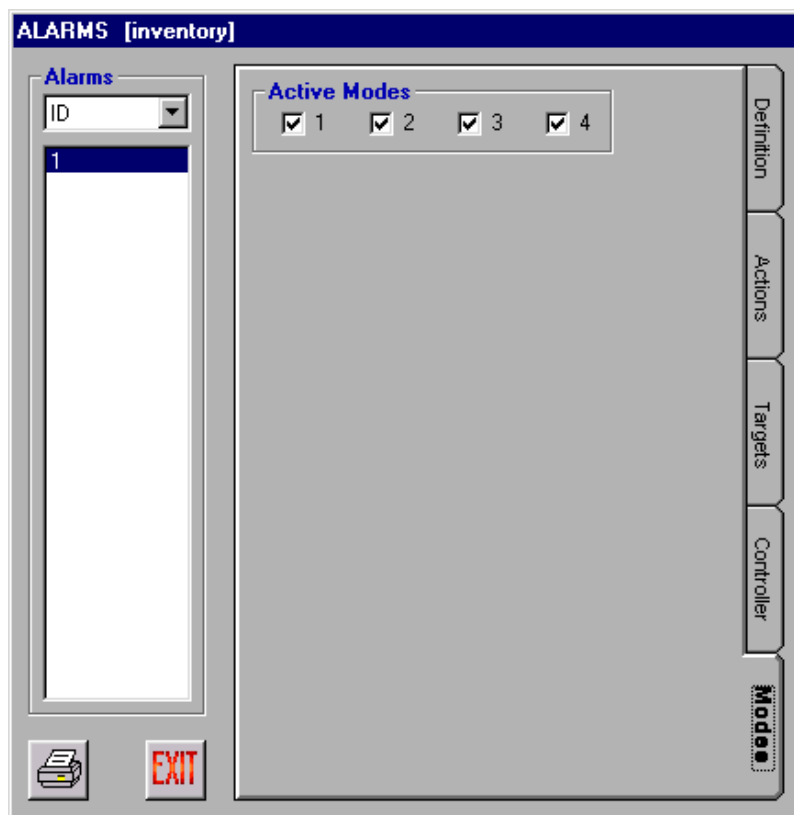 ALARMS [inventory]
Alarms
ID
1
Active Modes
1 2 3 4
Definition
Actions
Targets
Controller
Modes
EXIT